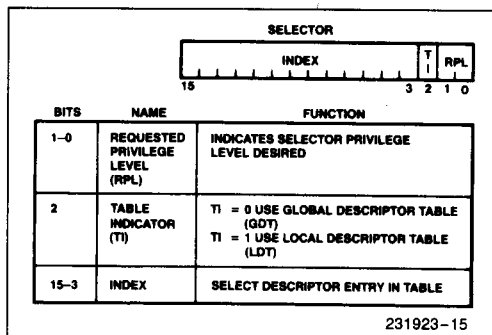 SELECTOR
INDEX TI RPL
15 3 2 1 0
BITS NAME FUNCTION
1–0 REQUESTED PRIVILEGE LEVEL (RPL) INDICATES SELECTOR PRIVILEGE LEVEL DESIRED
2 TABLE INDICATOR (TI) TI = 0 USE GLOBAL DESCRIPTOR TABLE (GDT)
TI = 1 USE LOCAL DESCRIPTOR TABLE (LDT)
15–3 INDEX SELECT DESCRIPTOR ENTRY IN TABLE
231923–15